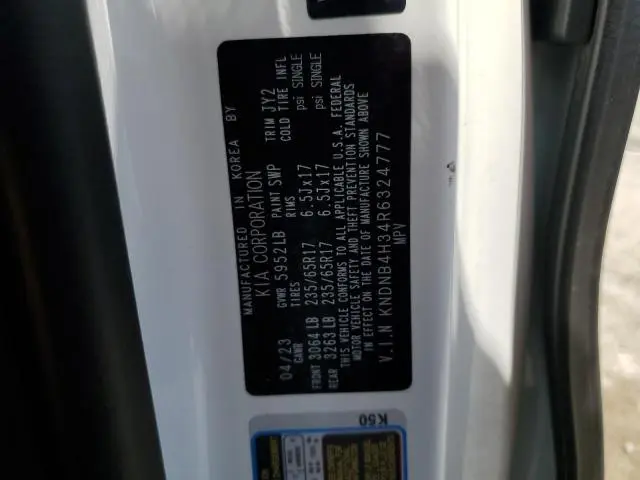 MANUFACTURED IN KOREA BY
KIA CORPORATION
04/23 GVWR 5952LB PAINT SWP TRIM JY2
GAWR TIRES RIMS COLD TIRE INFL
FRONT 3064LB 235/65R17 6.5Jx17 psi SINGLE
REAR 3263LB 235/65R17 6.5Jx17 psi SINGLE
THIS VEHICLE CONFORMS TO ALL APPLICABLE U.S.A. FEDERAL
MOTOR VEHICLE SAFETY AND THEFT PREVENTION STANDARDS
IN EFFECT ON THE DATE OF MANUFACTURE SHOWN ABOVE
V.I.N KNDNB4H34R6324777
MPV
K50